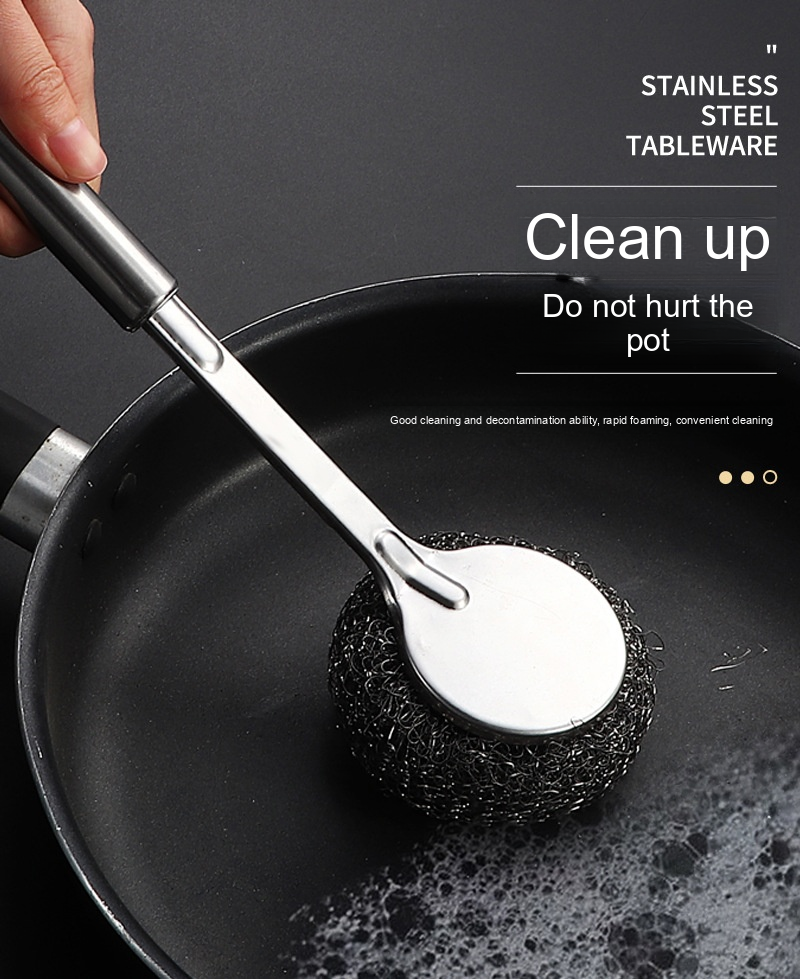 "
STAINLESS
STEEL
TABLEWARE
Clean up
Do not hurt the
pot
Good cleaning and decontamination ability, rapid foaming, convenient cleaning